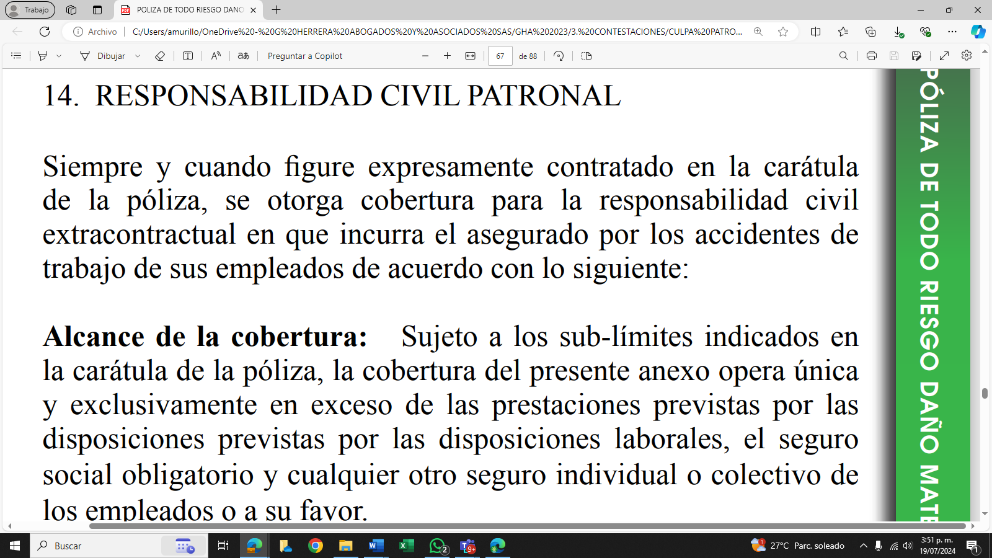 Trabajo
POLIZA DE TODO RIESGO DAÑO
Archivo
C:/Users/amurillo/OneDrive%20-%20G%20HERRERA%20ABOGADOS%20Y%20ASOCIADOS%20SAS/GHA%202023/3.%20CONTESTACIONES/CULPA%20PATRO...
Dibujar
aあ
Preguntar a Copilot
67
de 88
14. RESPONSABILIDAD CIVIL PATRONAL
Siempre y cuando figure expresamente contratado en la carátula
de la póliza, se otorga cobertura para la responsabilidad civil
extracontractual en que incurra el asegurado por los accidentes de
trabajo de sus empleados de acuerdo con lo siguiente:
Alcance de la cobertura: Sujeto a los sub-límites indicados en
la carátula de la póliza, la cobertura del presente anexo opera única
y exclusivamente en exceso de las prestaciones previstas por las
disposiciones previstas por las disposiciones laborales, el seguro
social obligatorio y cualquier otro seguro individual o colectivo de
los empleados o a su favor.
PÓLIZA DE TODO RIESGO DAÑO MATE
Buscar
27°C Parc. soleado
3:51 p. m.
19/07/2024